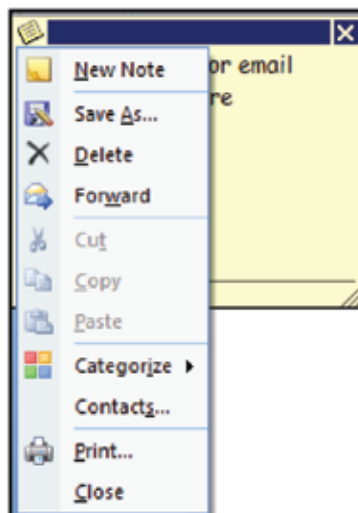 New Note
or email
Save As...
re
Delete
Forward
Cut
Copy
Paste
Categorize
Contacts...
Print...
Close